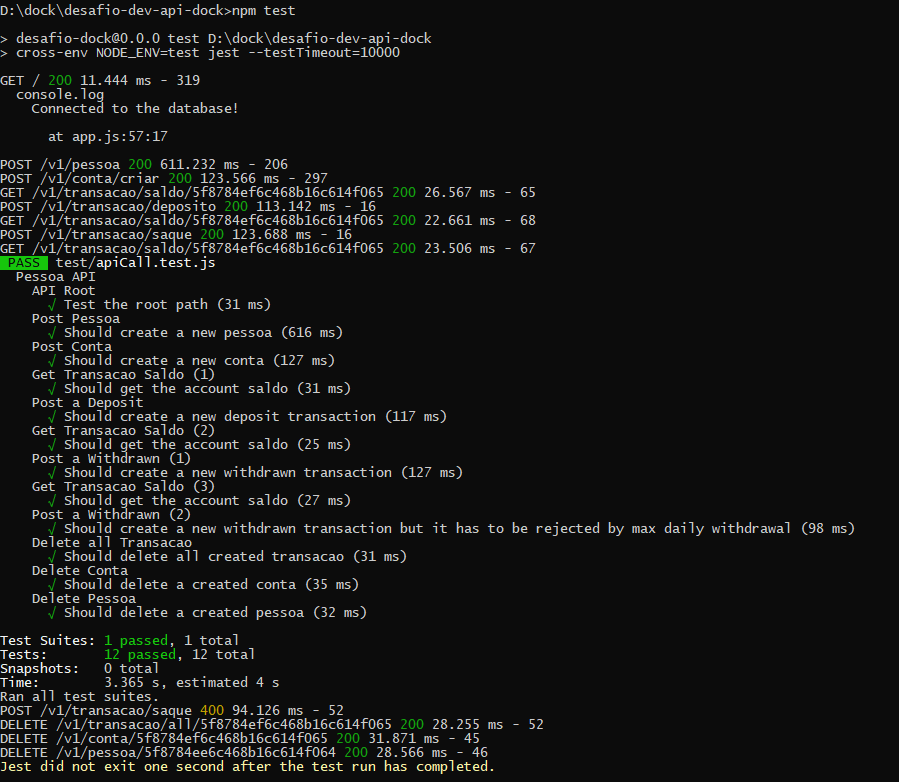 D:\dock\desafio-dev-api-dock>npm test
> desafio-dock@0.0.0 test D:\dock\desafio-dev-api-dock
> cross-env NODE_ENV=test jest --testTimeout=10000
GET / 200 11.444 ms - 319
console.log
Connected to the database!
at app.js:57:17
POST /v1/pessoa 200 611.232 ms - 206
POST /v1/conta/criar 200 123.566 ms - 297
GET /v1/transacao/saldo/5f8784ef6c468b16c614f065 200 26.567 ms - 65
POST /v1/transacao/deposito 200 113.142 ms - 16
GET /v1/transacao/saldo/5f8784ef6c468b16c614f065 200 22.661 ms - 68
POST /v1/transacao/saque 200 123.688 ms - 16
GET /v1/transacao/saldo/5f8784ef6c468b16c614f065 200 23.506 ms - 67
PASS test/apiCall.test.js
Pessoa API
API Root
√ Test the root path (31 ms)
Post Pessoa
√ Should create a new pessoa (616 ms)
Post Conta
√ Should create a new conta (127 ms)
Get Transacao Saldo (1)
√ Should get the account saldo (31 ms)
Post a Deposit
√ Should create a new deposit transaction (117 ms)
Get Transacao Saldo (2)
√ Should get the account saldo (25 ms)
Post a Withdrawn (1)
√ Should create a new withdrawn transaction (127 ms)
Get Transacao Saldo (3)
√ Should get the account saldo (27 ms)
Post a Withdrawn (2)
√ Should create a new withdrawn transaction but it has to be rejected by max daily withdrawal (98 ms)
Delete all Transacao
√ Should delete all created transacao (31 ms)
Delete Conta
√ Should delete a created conta (35 ms)
Delete Pessoa
√ Should delete a created pessoa (32 ms)
Test Suites: 1 passed, 1 total
Tests: 12 passed, 12 total
Snapshots: 0 total
Time: 3.365 s, estimated 4 s
Ran all test suites.
POST /v1/transacao/saque 400 94.126 ms - 52
DELETE /v1/transacao/all/5f8784ef6c468b16c614f065 200 28.255 ms - 52
DELETE /v1/conta/5f8784ef6c468b16c614f065 200 31.871 ms - 45
DELETE /v1/pessoa/5f8784ee6c468b16c614f064 200 28.566 ms - 46
Jest did not exit one second after the test run has completed.